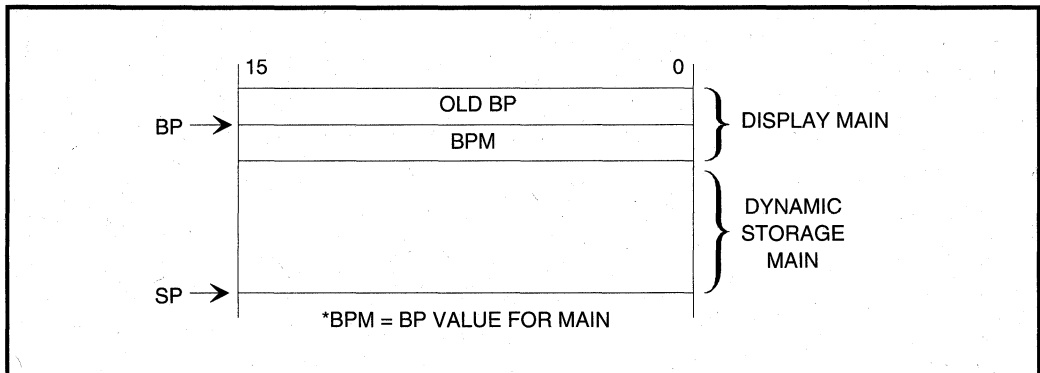 15 0
OLD BP
BP
DISPLAY MAIN
BPM
DYNAMIC
STORAGE
MAIN
SP
*BPM = BP VALUE FOR MAIN